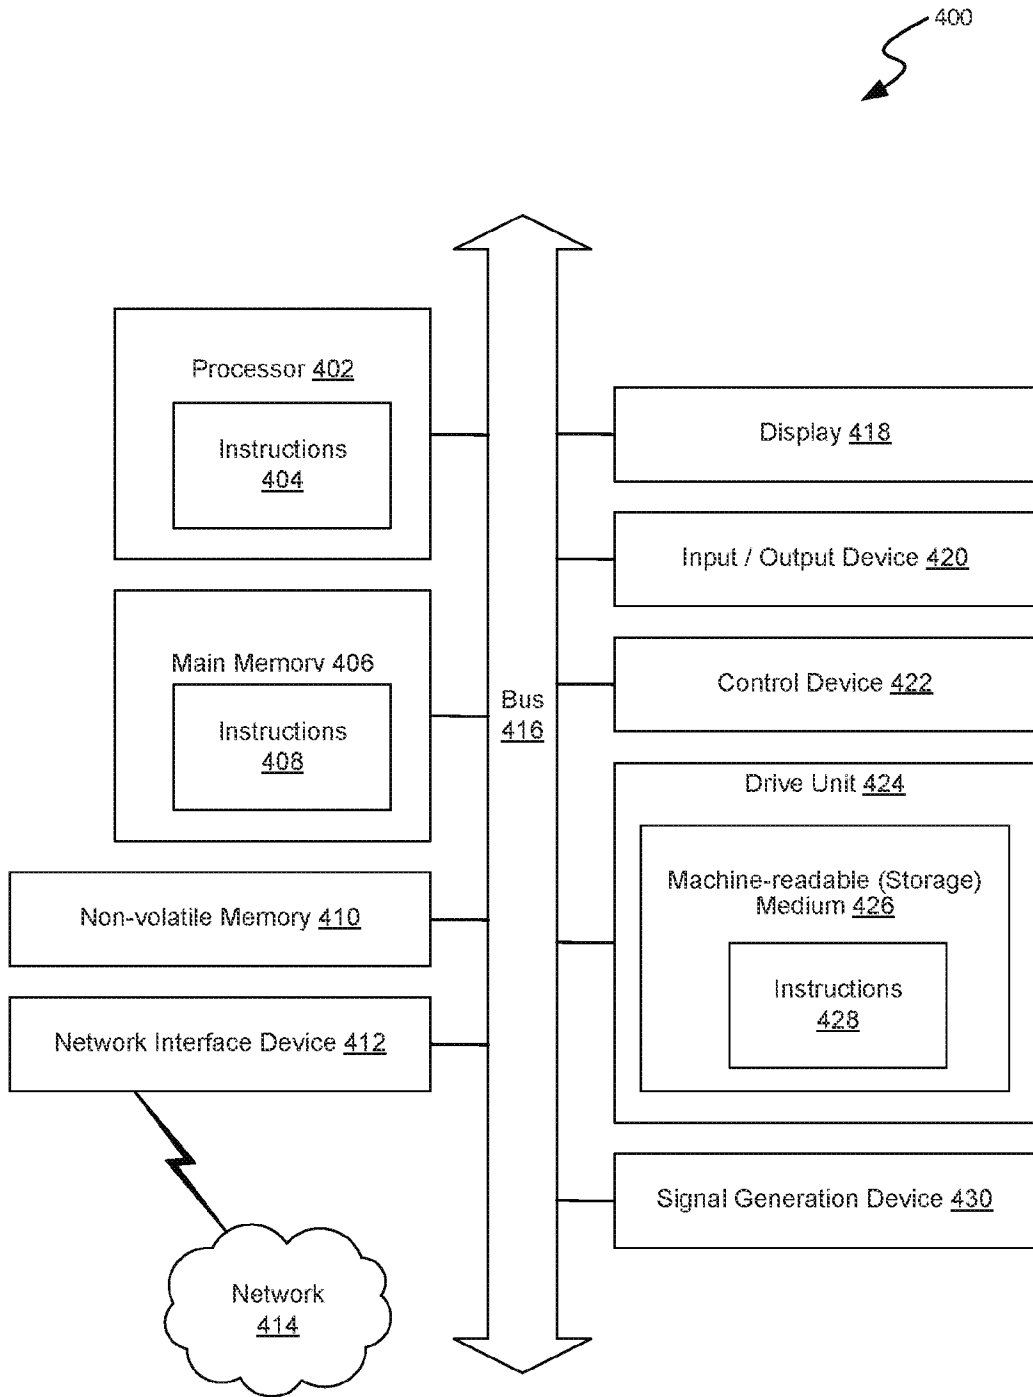 400
Processor 402
Instructions
404
Main Memory 406
Instructions
408
Non-volatile Memory 410
Network Interface Device 412
Network
414
Bus
416
Display 418
Input / Output Device 420
Control Device 422
Drive Unit 424
Machine-readable (Storage)
Medium 426
Instructions
428
Signal Generation Device 430